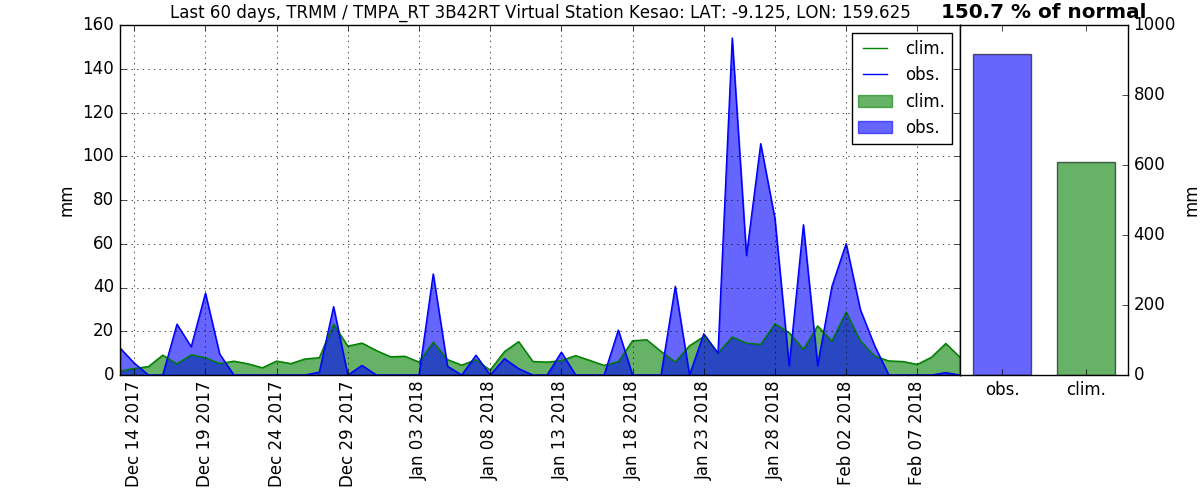 Last 60 days, TRMM / TMPA_RT 3B42RT Virtual Station Kesao: LAT: -9.125, LON: 159.625
150.7 % of normal
160
140
120
100
80
60
40
20
0
mm
clim.
obs.
clim.
obs.
Dec 14 2017
Dec 19 2017
Dec 24 2017
Dec 29 2017
Jan 03 2018
Jan 08 2018
Jan 13 2018
Jan 18 2018
Jan 23 2018
Jan 28 2018
Feb 02 2018
Feb 07 2018
1000
800
600
400
200
0
mm
obs.
clim.